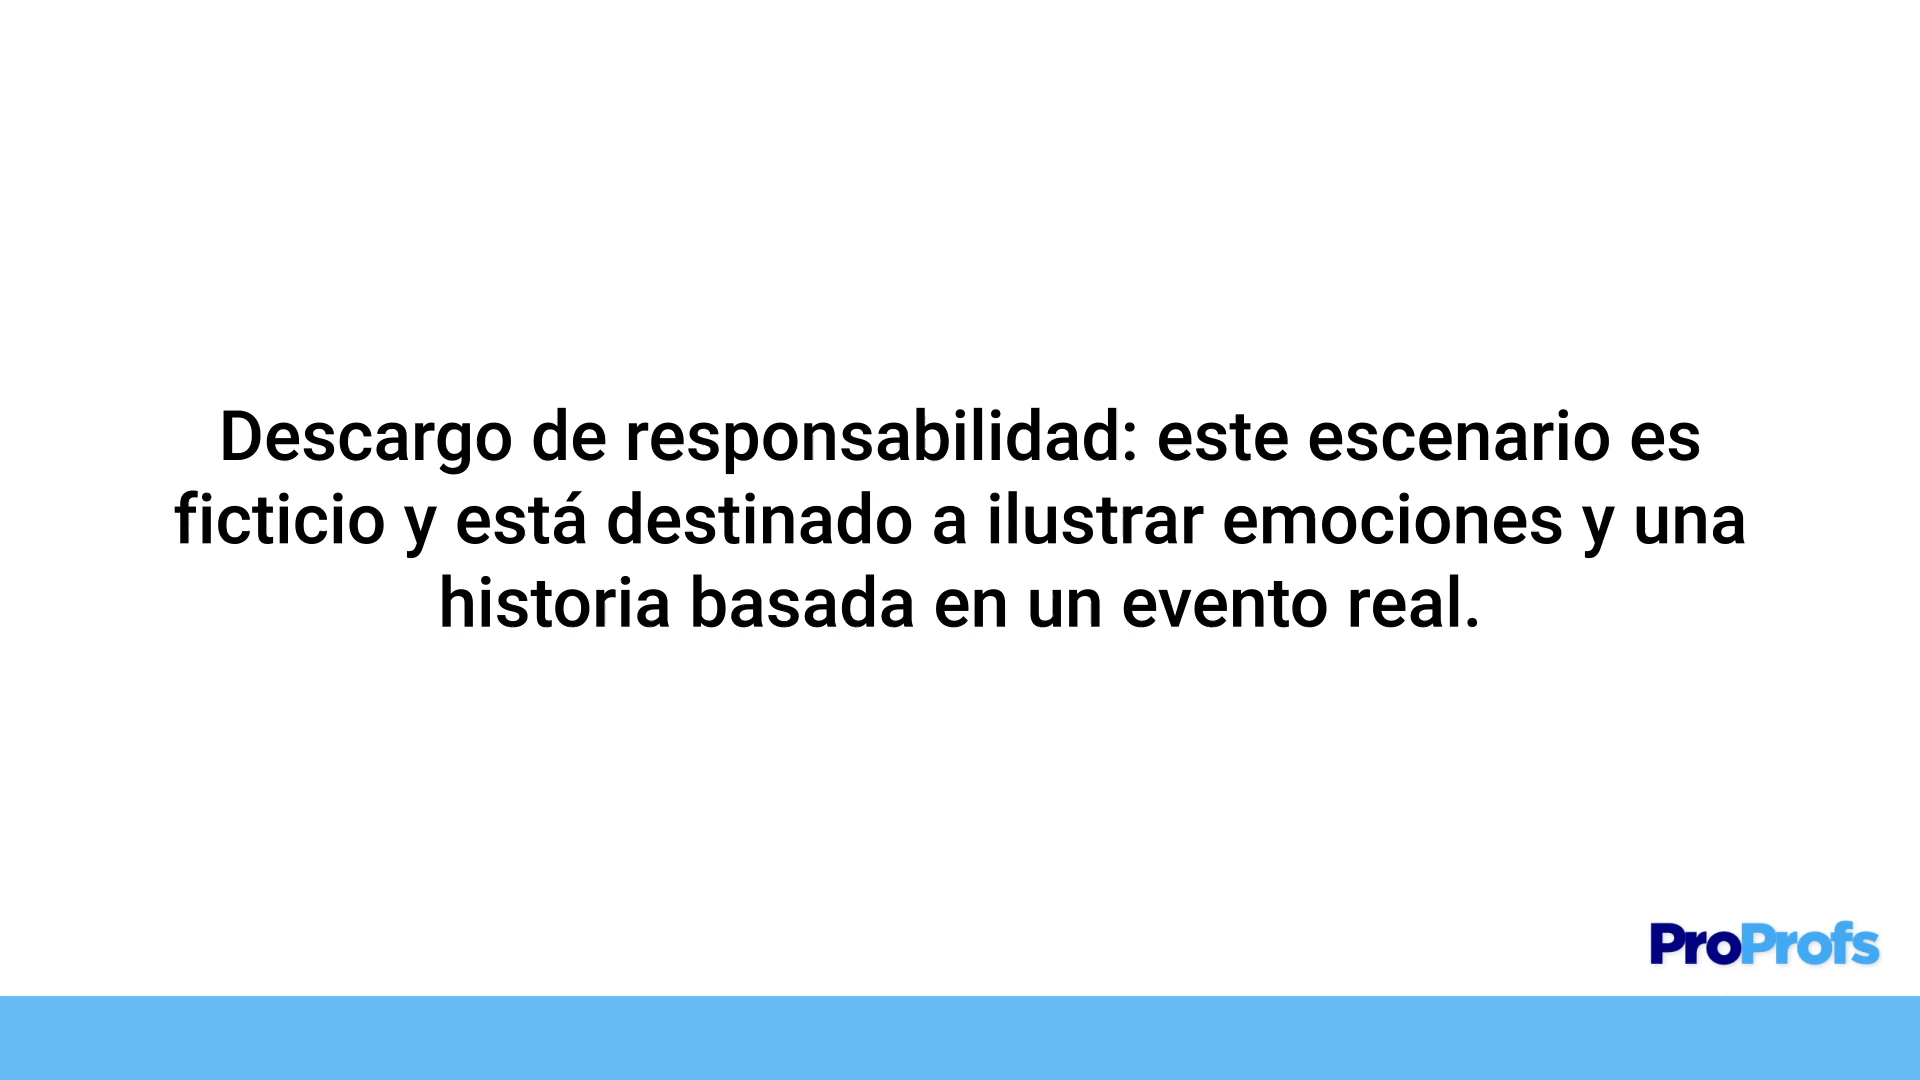 Descargo de responsabilidad: este escenario es
ficticio y está destinado a ilustrar emociones y una
historia basada en un evento real.
ProProfs